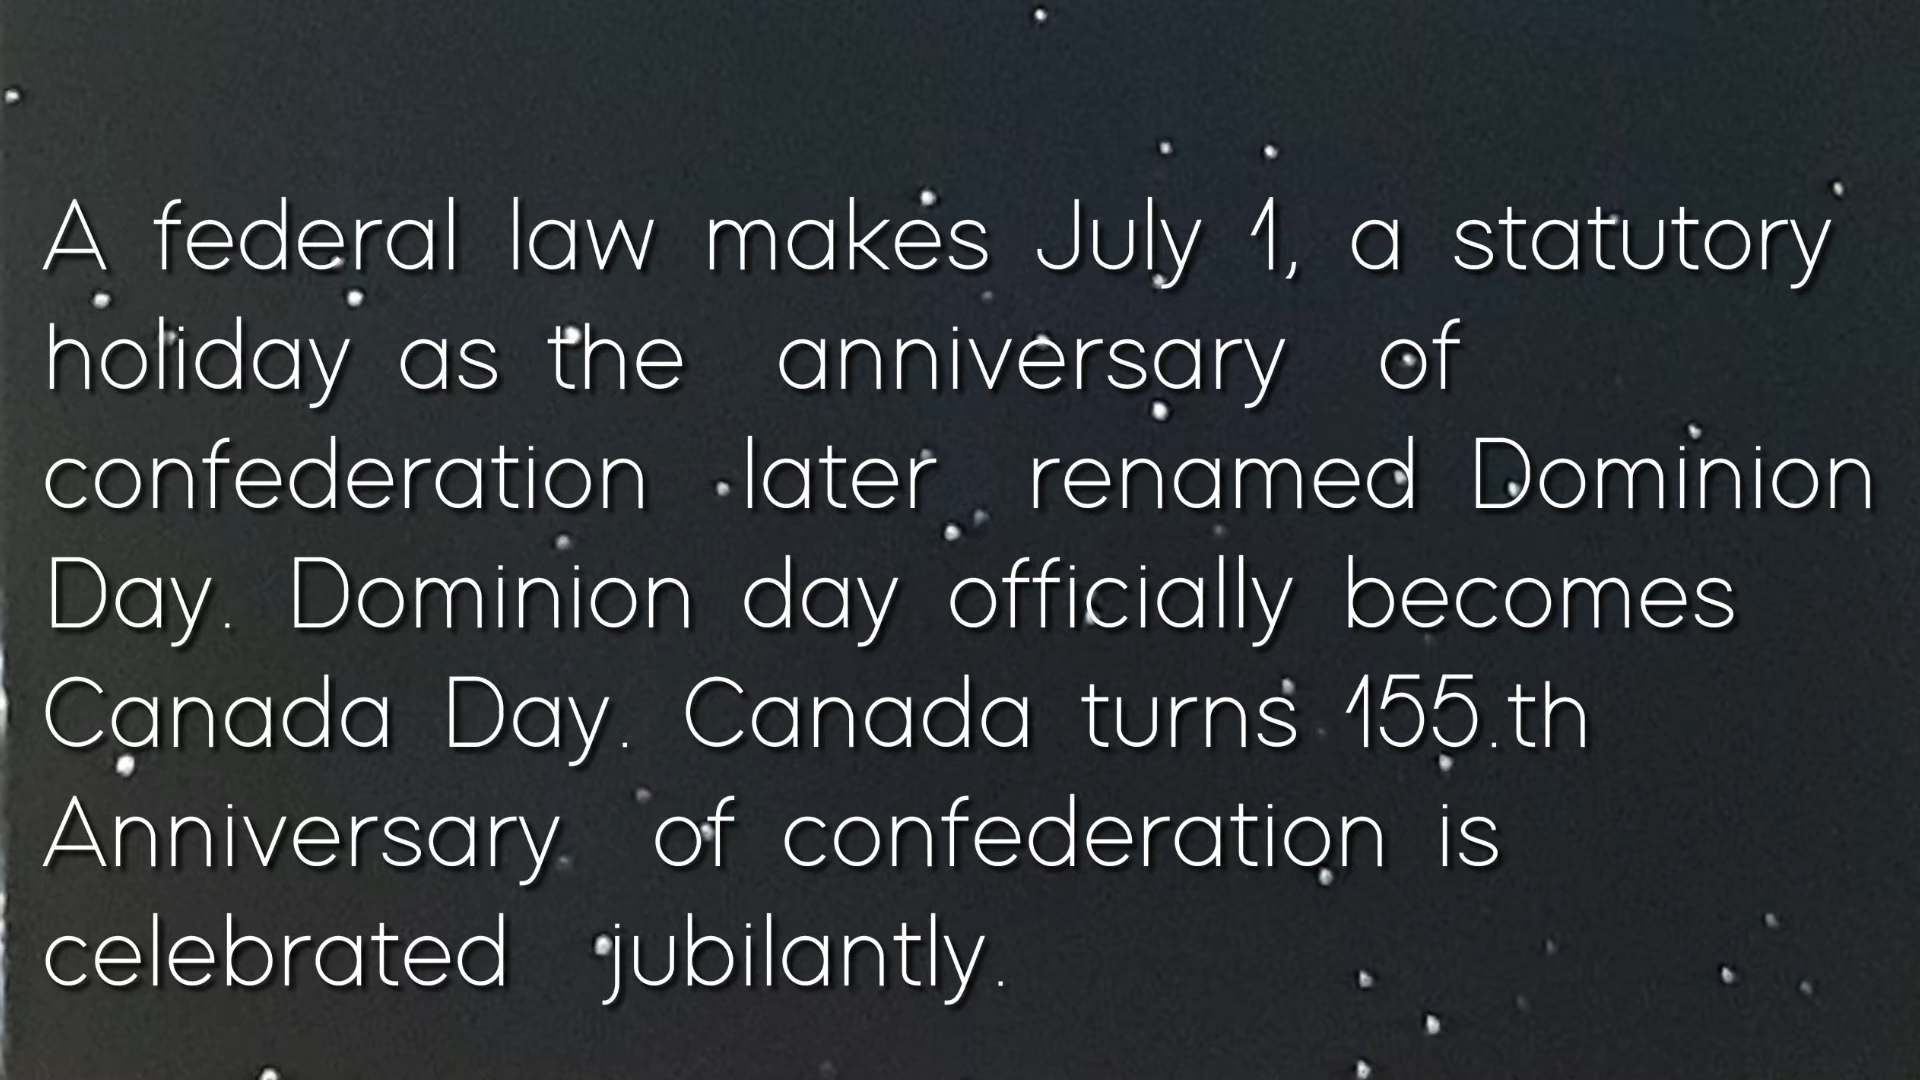 A federal law makes July 1, a statutory
holiday as the anniversary of
confederation later renamed Dominion
Day. Dominion day officially becomes
Canada Day. Canada turns 155.th
Anniversary of confederation is
celebrated jubilantly.